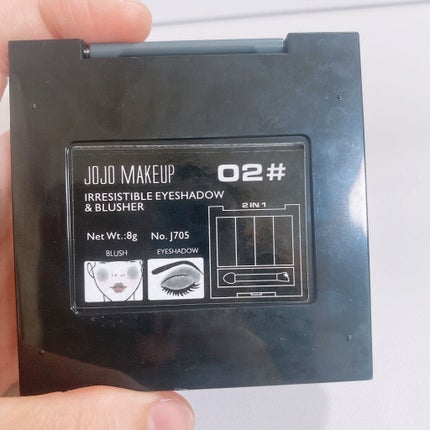 JOJO MAKEUP 02#
IRRESISTIBLE EYESHADOW
& BLUSHER
2 IN 1
Net Wt.:8g No. J705
BLUSH EYESHADOW